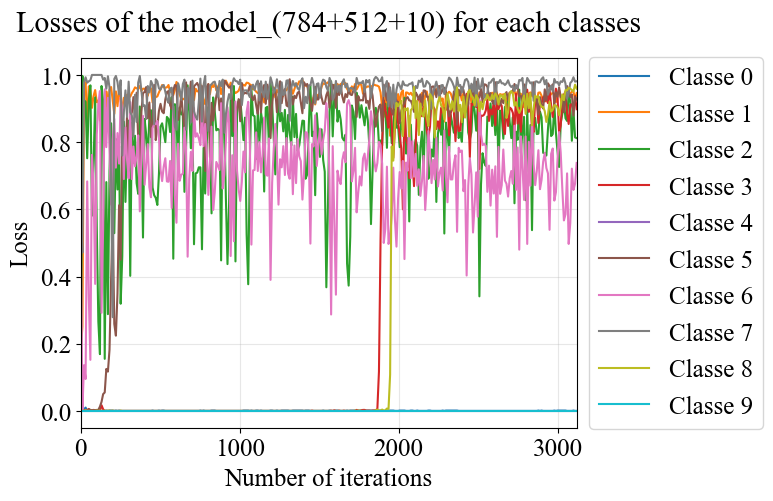 Losses of the model_(784+512+10) for each classes
1.0
0.8
0.6
0.4
0.2
0.0
Loss
0
1000
2000
3000
Number of iterations
Classe 0
Classe 1
Classe 2
Classe 3
Classe 4
Classe 5
Classe 6
Classe 7
Classe 8
Classe 9